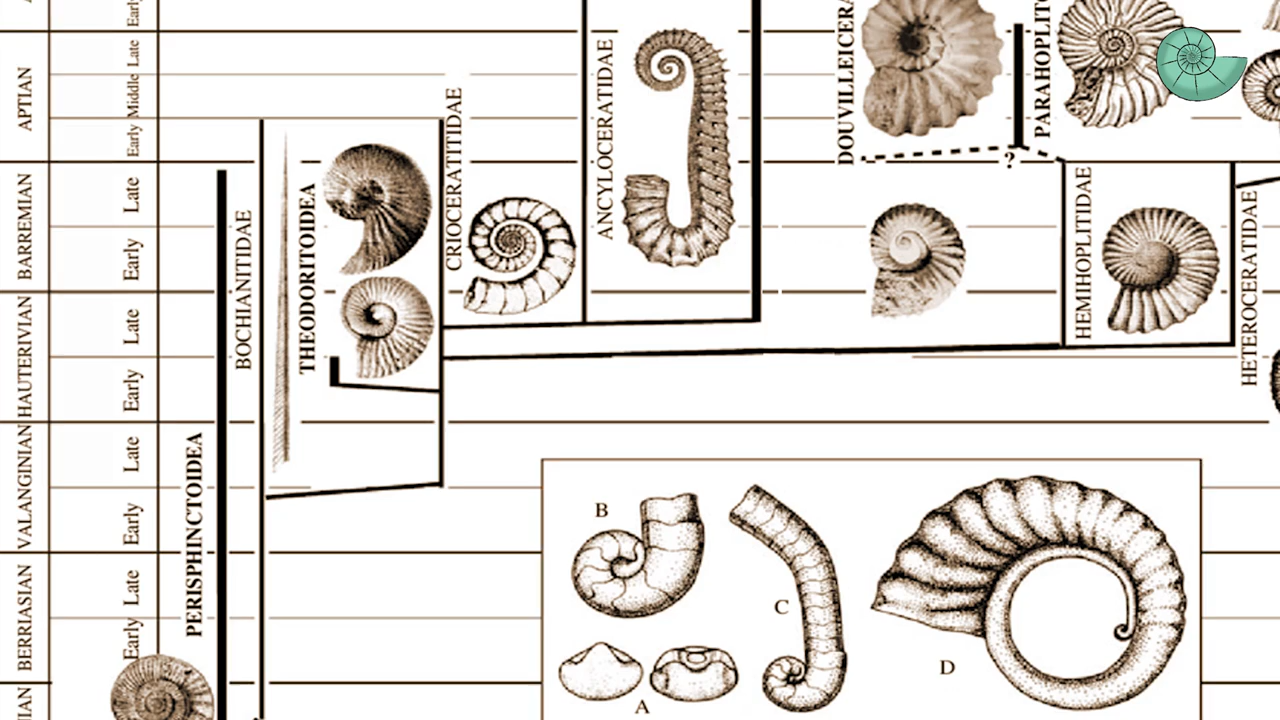 APTIAN
BARREMIAN
HAUTERIVIAN
VALANGINIAN
BERRIASIAN
Early
Late
Middle
Early
Late
Early
Late
Early
Late
Early
Late
Early
PERISPHINCTOIDEA
BOCHIANITIDAE
THEODORITOIDEA
CRIOCERATITIDAE
ANCYLOCERATIDAE
DOUVILLEICERA
?
PARAHOPLIT
HEMIHOPLITIDAE
HETEROCERATIDAE
B
C
A
D